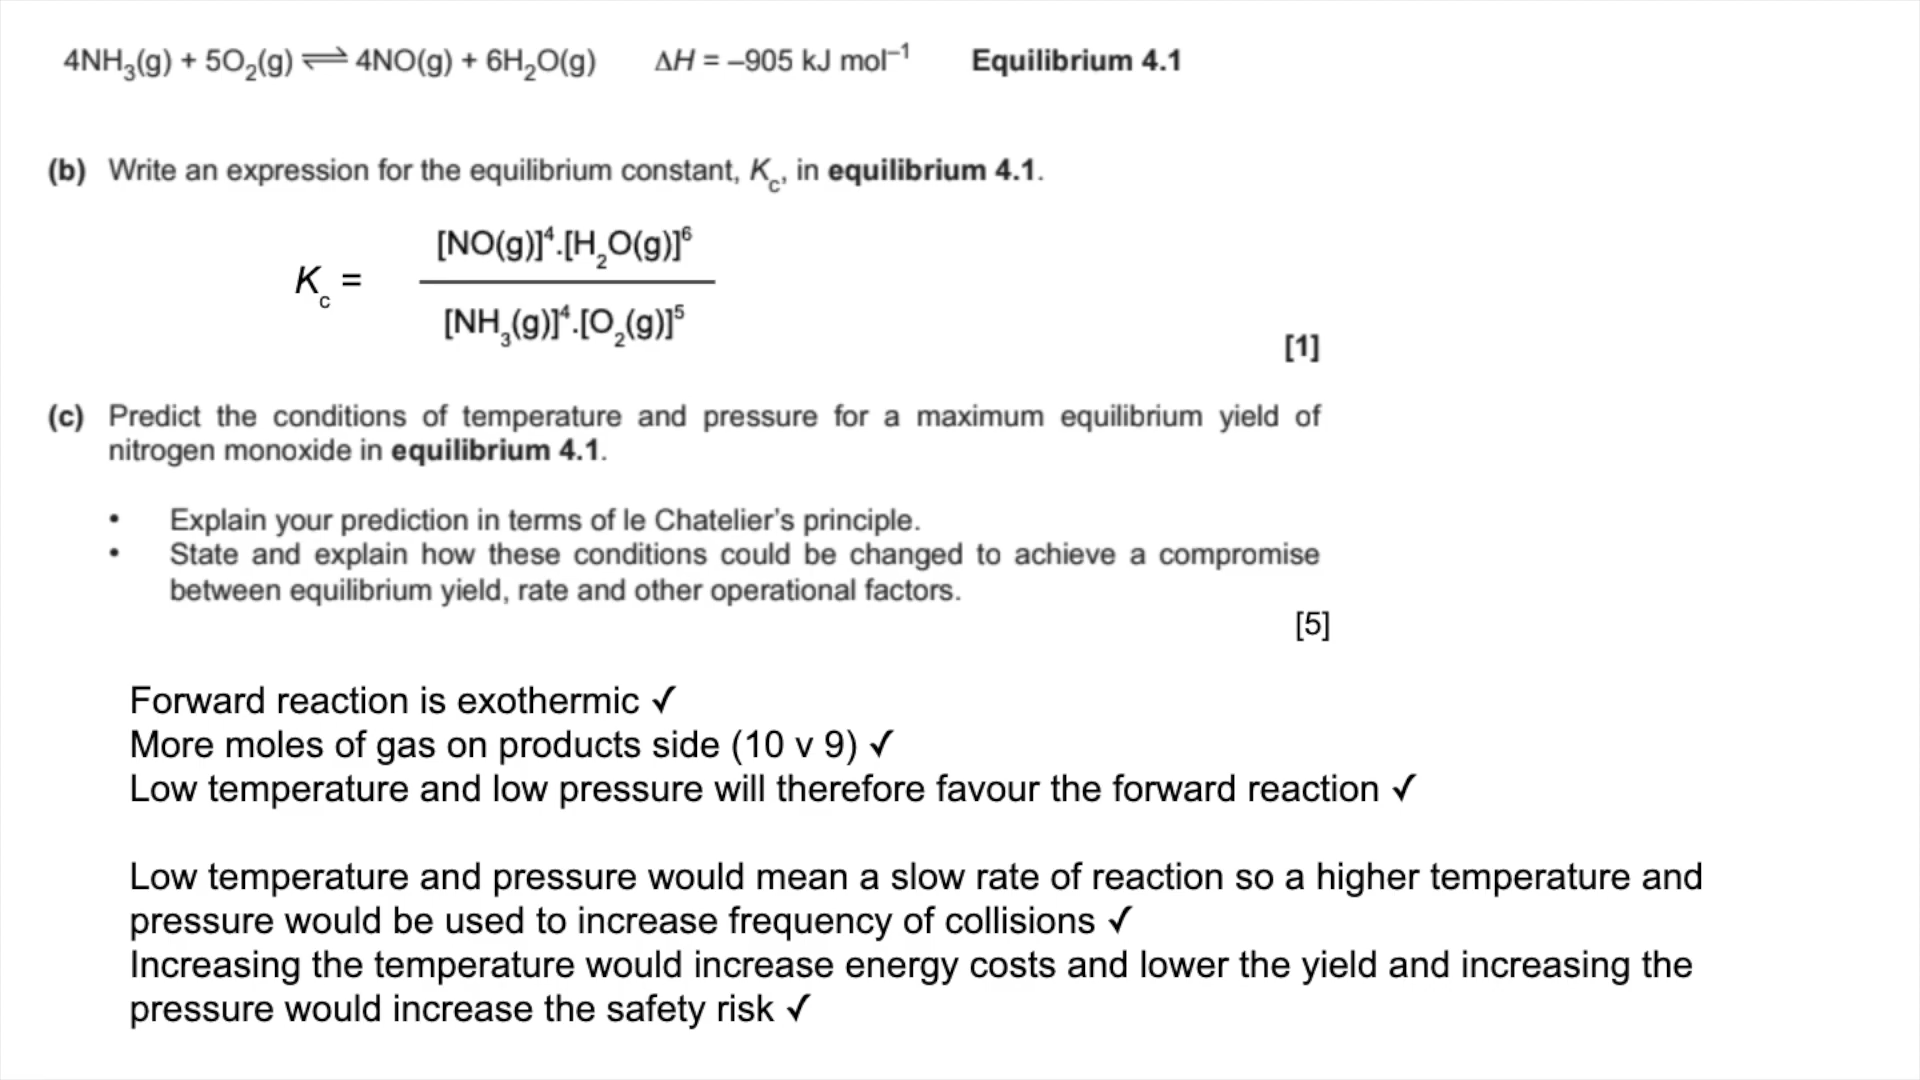 4NH₃(g) + 5O₂(g) ⇌ 4NO(g) + 6H₂O(g) ΔH = –905 kJ mol⁻¹ Equilibrium 4.1
(b) Write an expression for the equilibrium constant, Kc, in equilibrium 4.1.
[NO(g)]⁴.[H₂O(g)]⁶
Kc =
[NH₃(g)]⁴.[O₂(g)]⁵
[1]
(c) Predict the conditions of temperature and pressure for a maximum equilibrium yield of
nitrogen monoxide in equilibrium 4.1.
• Explain your prediction in terms of le Chatelier's principle.
• State and explain how these conditions could be changed to achieve a compromise
between equilibrium yield, rate and other operational factors.
[5]
Forward reaction is exothermic ✓
More moles of gas on products side (10 v 9) ✓
Low temperature and low pressure will therefore favour the forward reaction ✓
Low temperature and pressure would mean a slow rate of reaction so a higher temperature and
pressure would be used to increase frequency of collisions ✓
Increasing the temperature would increase energy costs and lower the yield and increasing the
pressure would increase the safety risk ✓